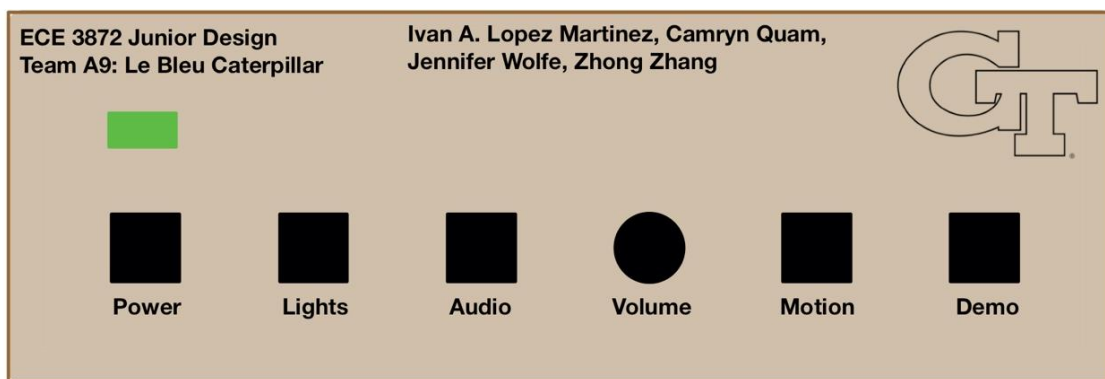 ECE 3872 Junior Design
Team A9: Le Bleu Caterpillar
Ivan A. Lopez Martinez, Camryn Quam,
Jennifer Wolfe, Zhong Zhang
GT
®
Power
Lights
Audio
Volume
Motion
Demo